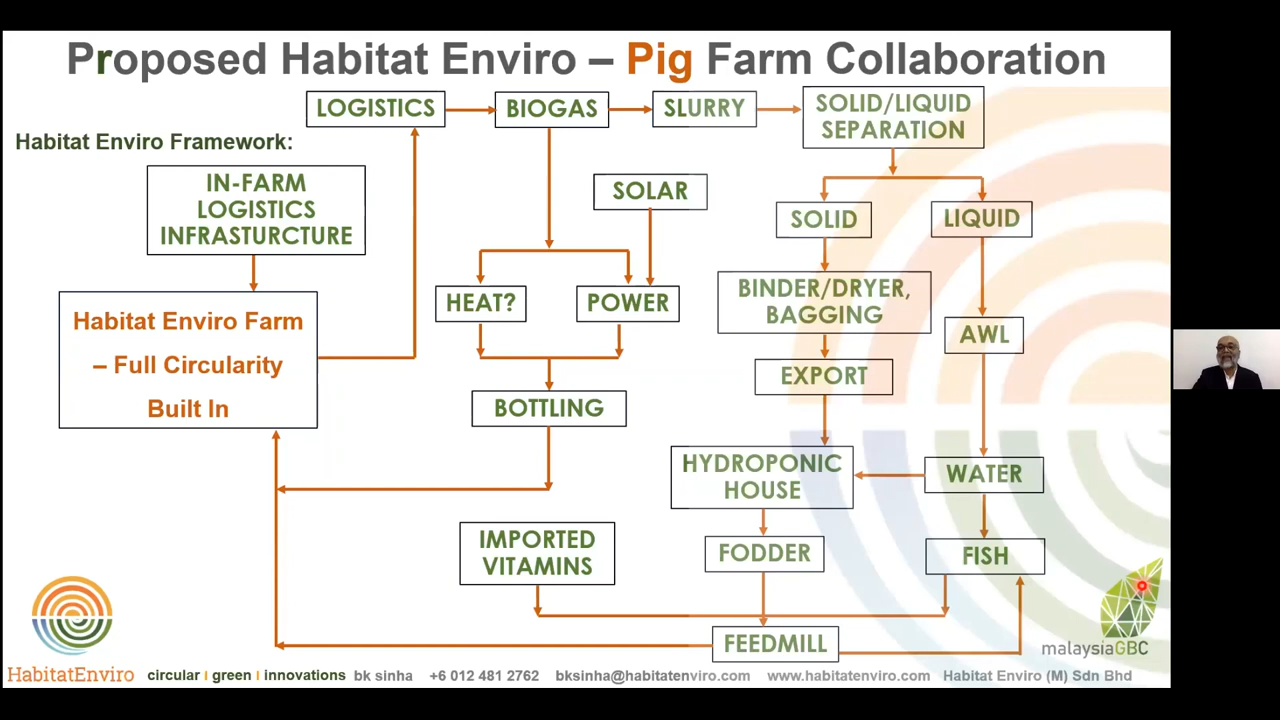 Proposed Habitat Enviro – Pig Farm Collaboration
LOGISTICS
BIOGAS
SLURRY
SOLID/LIQUID
SEPARATION
Habitat Enviro Framework:
IN-FARM
LOGISTICS
INFRASTURCTURE
SOLAR
SOLID
LIQUID
Habitat Enviro Farm
– Full Circularity
Built In
HEAT?
POWER
BINDER/DRYER,
BAGGING
AWL
EXPORT
BOTTLING
HYDROPONIC
HOUSE
WATER
IMPORTED
VITAMINS
FODDER
FISH
FEEDMILL
malaysiaGBC
HabitatEnviro
circular I green I innovations bk sinha +6 012 481 2762 bksinha@habitatenviro.com www.habitatenviro.com Habitat Enviro (M) Sdn Bhd